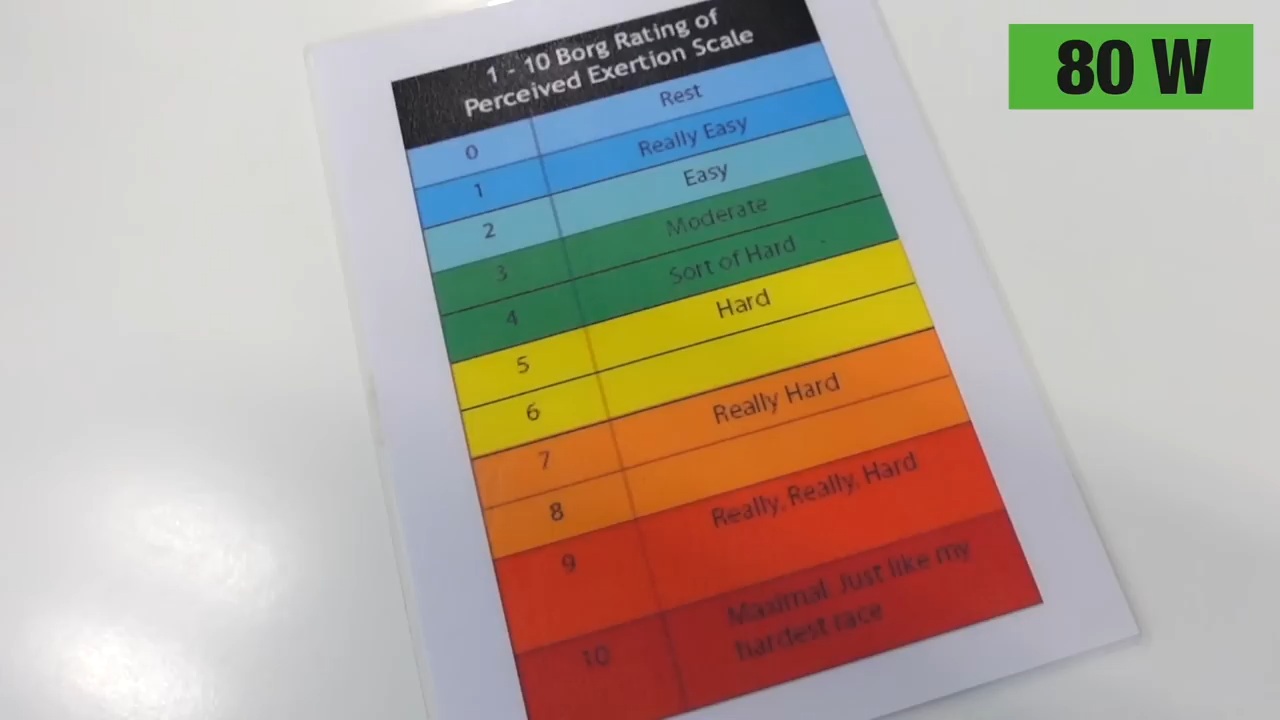 1 - 10 Borg Rating of
Perceived Exertion Scale
0 Rest
1 Really Easy
2 Easy
3 Moderate
4 Sort of Hard
5 Hard
6
7 Really Hard
8
9 Really, Really, Hard
10 Maximal: Just like my
hardest race
80 W